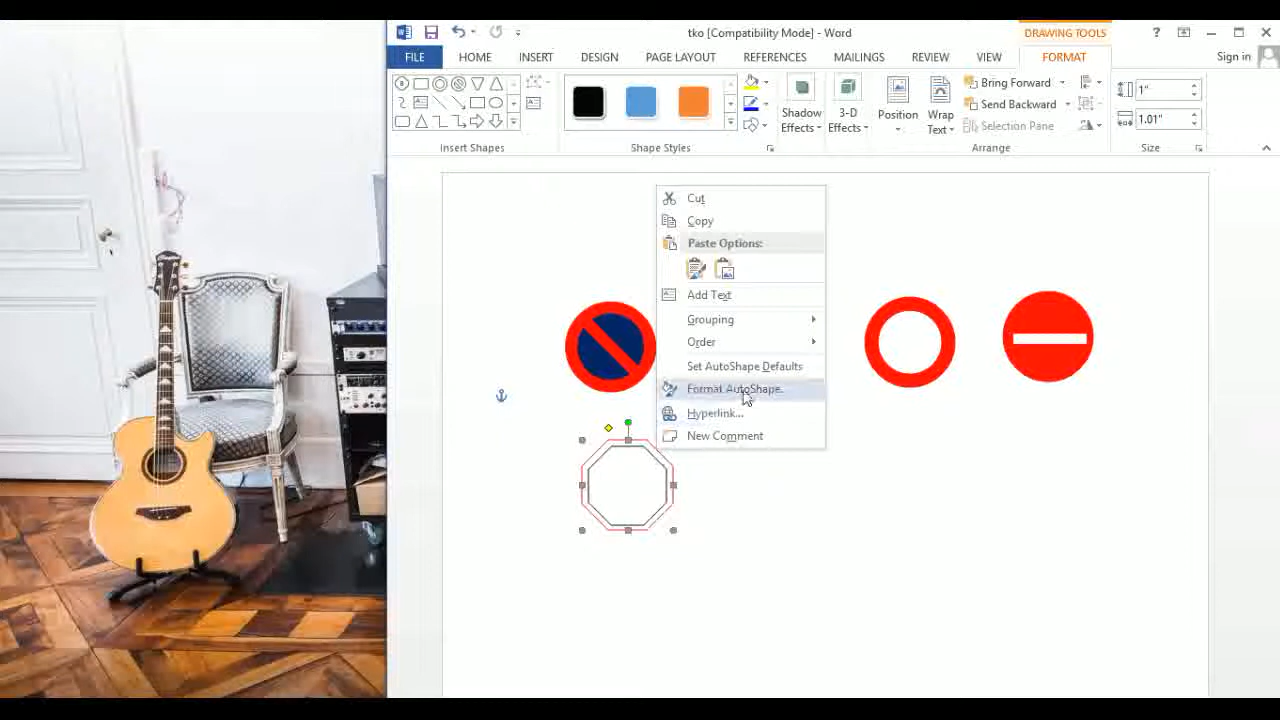 tko [Compatibility Mode] - Word
DRAWING TOOLS
?
FILE
HOME
INSERT
DESIGN
PAGE LAYOUT
REFERENCES
MAILINGS
REVIEW
VIEW
FORMAT
Sign in
Shadow
Effects
3-D
Effects
Position
Wrap
Text
Bring Forward
Send Backward
Selection Pane
1"
1.01"
Insert Shapes
Shape Styles
Arrange
Size
Cut
Copy
Paste Options:
Add Text
Grouping
Order
Set AutoShape Defaults
Format AutoShape...
Hyperlink...
New Comment